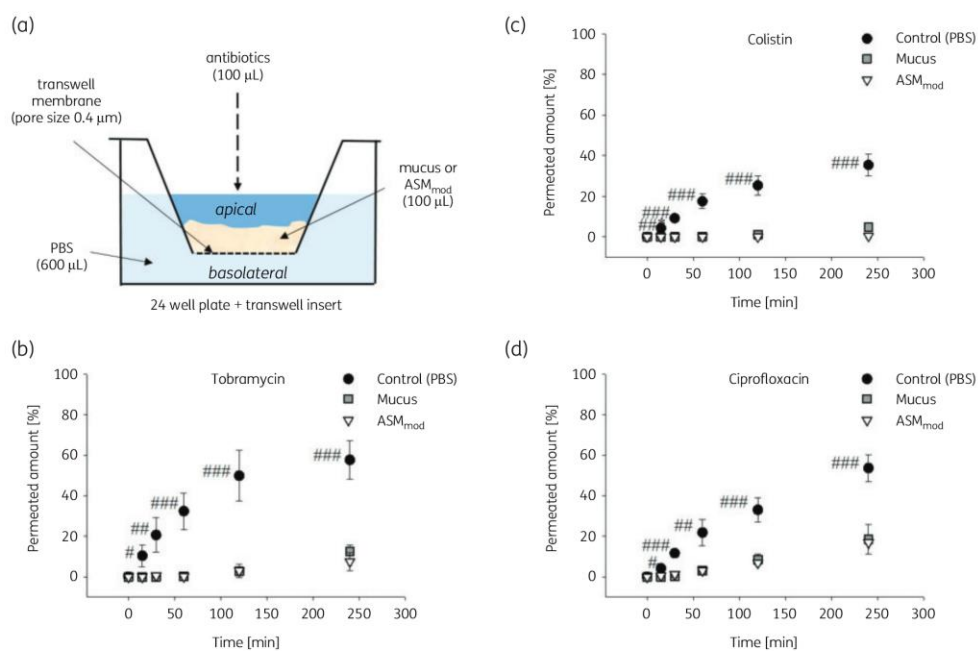 (a)
antibiotics
(100 μL)
transwell
membrane
(pore size 0.4 μm)
mucus or
ASMmod
(100 μL)
apical
PBS
(600 μL)
basolateral
24 well plate + transwell insert
(b)
Tobramycin
Control (PBS)
Mucus
ASMmod
Permeated amount [%]
100
80
60
40
20
0
#
##
###
###
###
0 50 100 150 200 250 300
Time [min]
(c)
Colistin
Control (PBS)
Mucus
ASMmod
Permeated amount [%]
100
80
60
40
20
0
###
###
###
###
###
0 50 100 150 200 250 300
Time [min]
(d)
Ciprofloxacin
Control (PBS)
Mucus
ASMmod
Permeated amount [%]
100
80
60
40
20
0
#
###
##
###
###
0 50 100 150 200 250 300
Time [min]